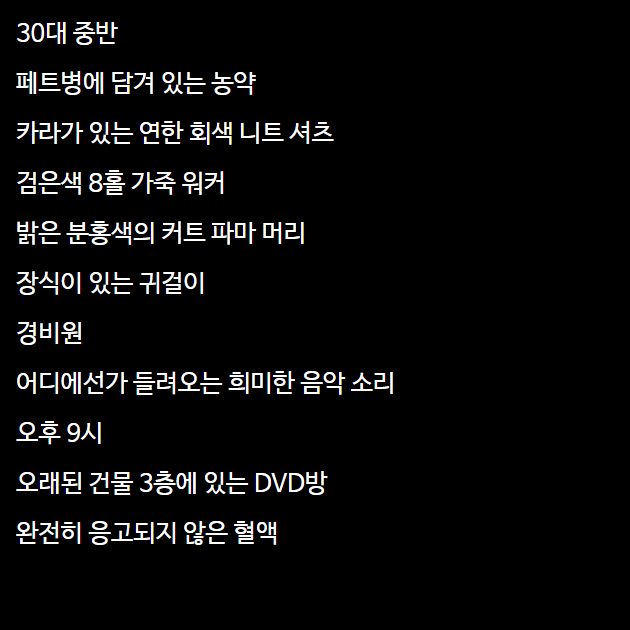 30대 중반
페트병에 담겨 있는 농약
카라가 있는 연한 회색 니트 셔츠
검은색 8홀 가죽 워커
밝은 분홍색의 커트 파마 머리
장식이 있는 귀걸이
경비원
어디에선가 들려오는 희미한 음악 소리
오후 9시
오래된 건물 3층에 있는 DVD방
완전히 응고되지 않은 혈액